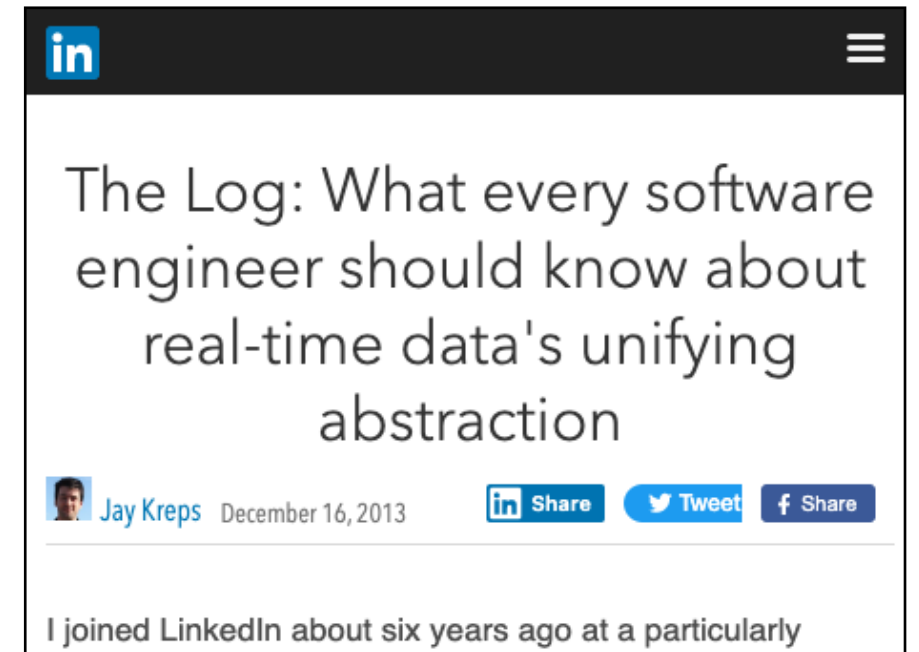 in
The Log: What every software
engineer should know about
real-time data's unifying
abstraction
Jay Kreps December 16, 2013 in Share Tweet f Share
I joined LinkedIn about six years ago at a particularly